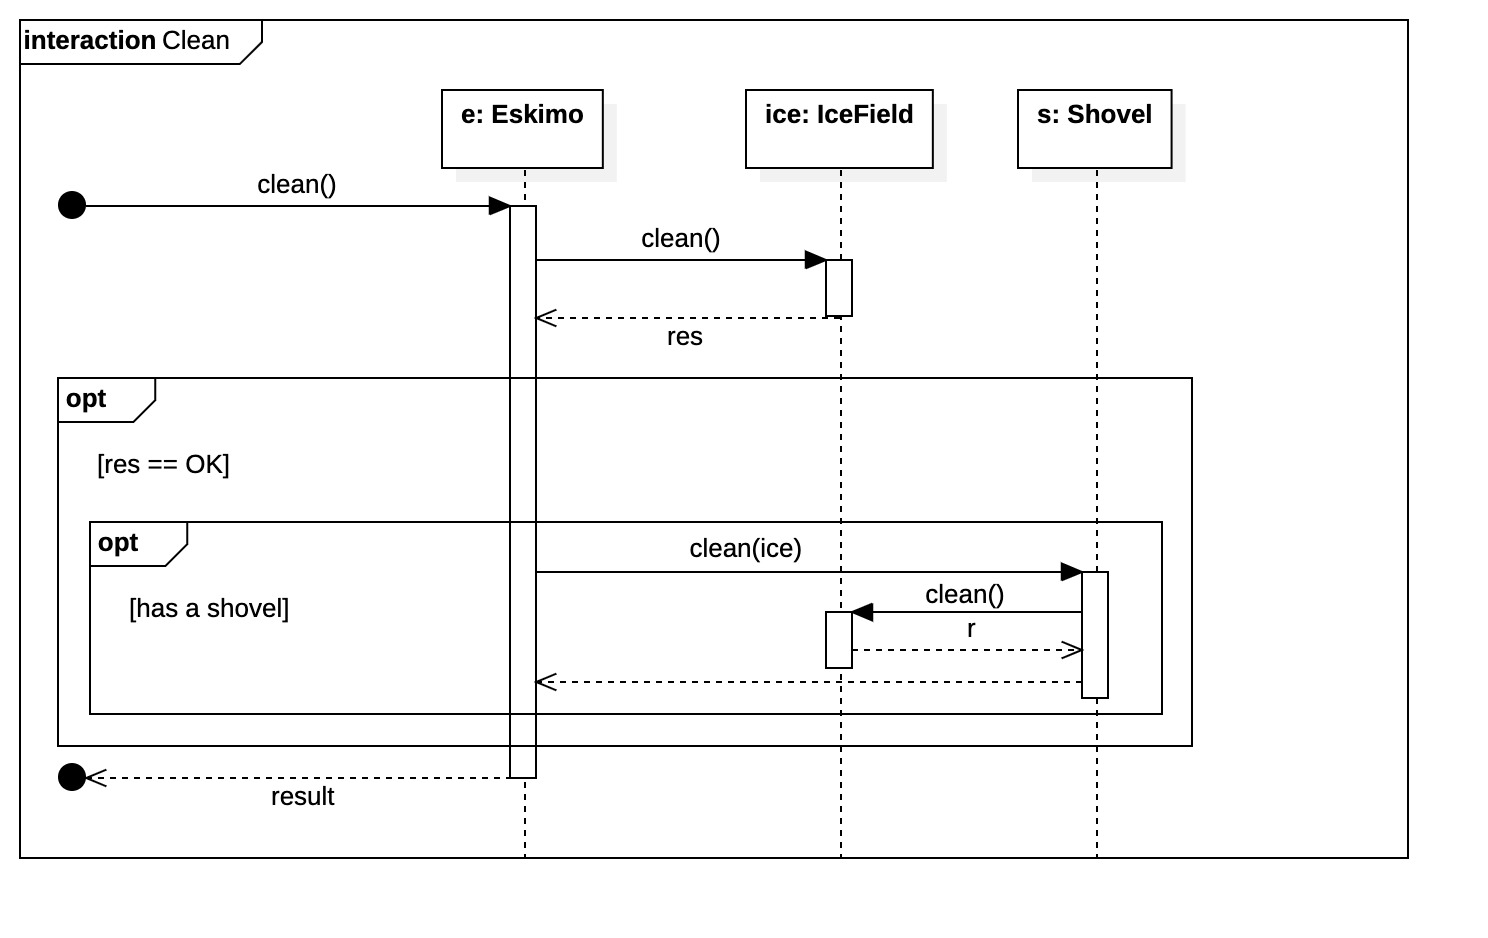 interaction Clean
e: Eskimo
ice: IceField
s: Shovel
clean()
clean()
res
opt
[res == OK]
opt
clean(ice)
[has a shovel]
clean()
r
result